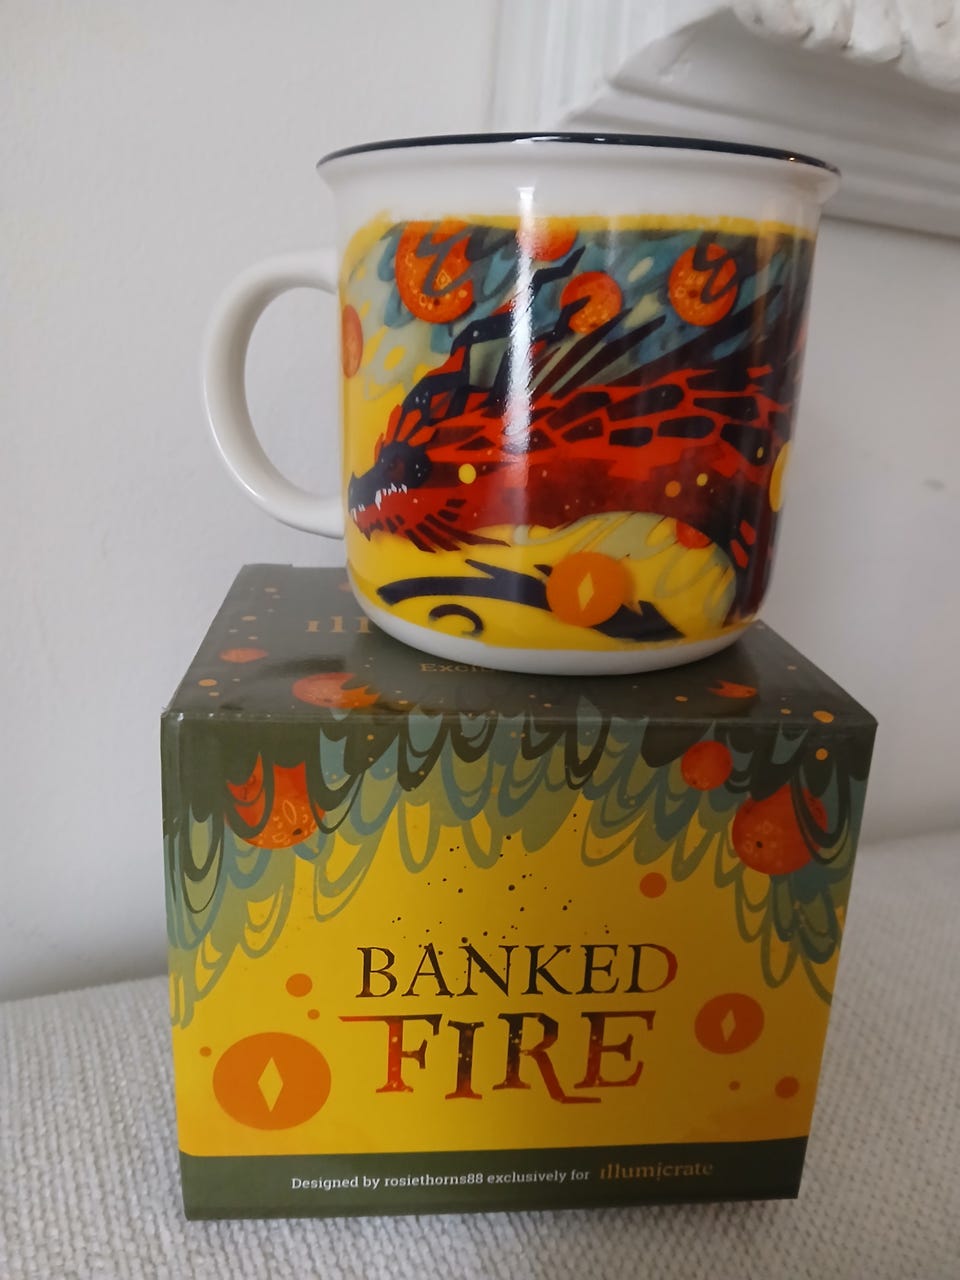 BANKED
FIRE
Designed by rosiethorns88 exclusively for illumicrate